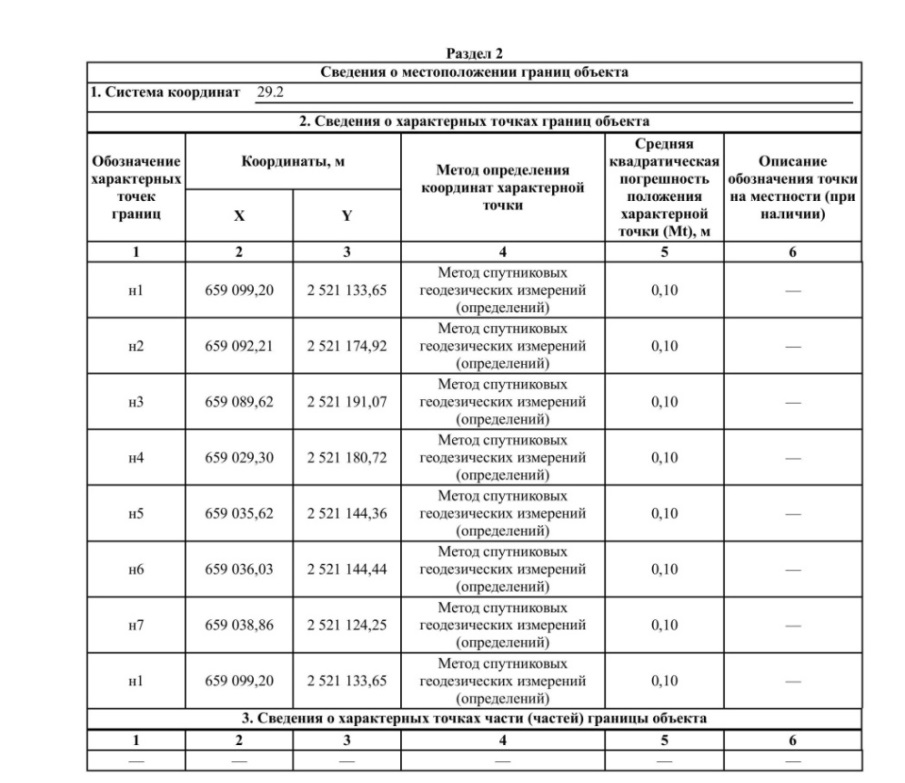 Раздел 2
Сведения о местоположении границ объекта
1. Система координат 29.2
2. Сведения о характерных точках границ объекта
Обозначение характерных точек границ
Координаты, м
X
Y
Метод определения координат характерной точки
Средняя квадратическая погрешность положения характерной точки (Mt), м
Описание обозначения точки на местности (при наличии)
1 2 3 4 5 6
н1 659 099,20 2 521 133,65 Метод спутниковых геодезических измерений (определений) 0,10 —
н2 659 092,21 2 521 174,92 Метод спутниковых геодезических измерений (определений) 0,10 —
н3 659 089,62 2 521 191,07 Метод спутниковых геодезических измерений (определений) 0,10 —
н4 659 029,30 2 521 180,72 Метод спутниковых геодезических измерений (определений) 0,10 —
н5 659 035,62 2 521 144,36 Метод спутниковых геодезических измерений (определений) 0,10 —
н6 659 036,03 2 521 144,44 Метод спутниковых геодезических измерений (определений) 0,10 —
н7 659 038,86 2 521 124,25 Метод спутниковых геодезических измерений (определений) 0,10 —
н1 659 099,20 2 521 133,65 Метод спутниковых геодезических измерений (определений) 0,10 —
3. Сведения о характерных точках части (частей) границы объекта
1 2 3 4 5 6
— — — — — —